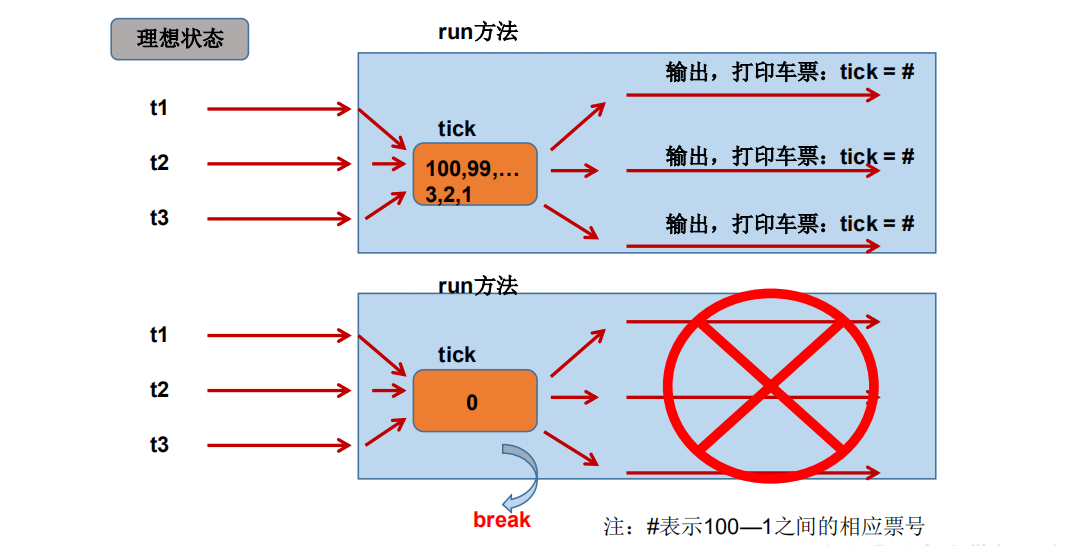 理想状态
run方法
输出，打印车票：tick = #
t1
tick
t2
100,99,…
3,2,1
输出，打印车票：tick = #
t3
输出，打印车票：tick = #
run方法
t1
tick
t2
0
t3
break
注：#表示100—1之间的相应票号